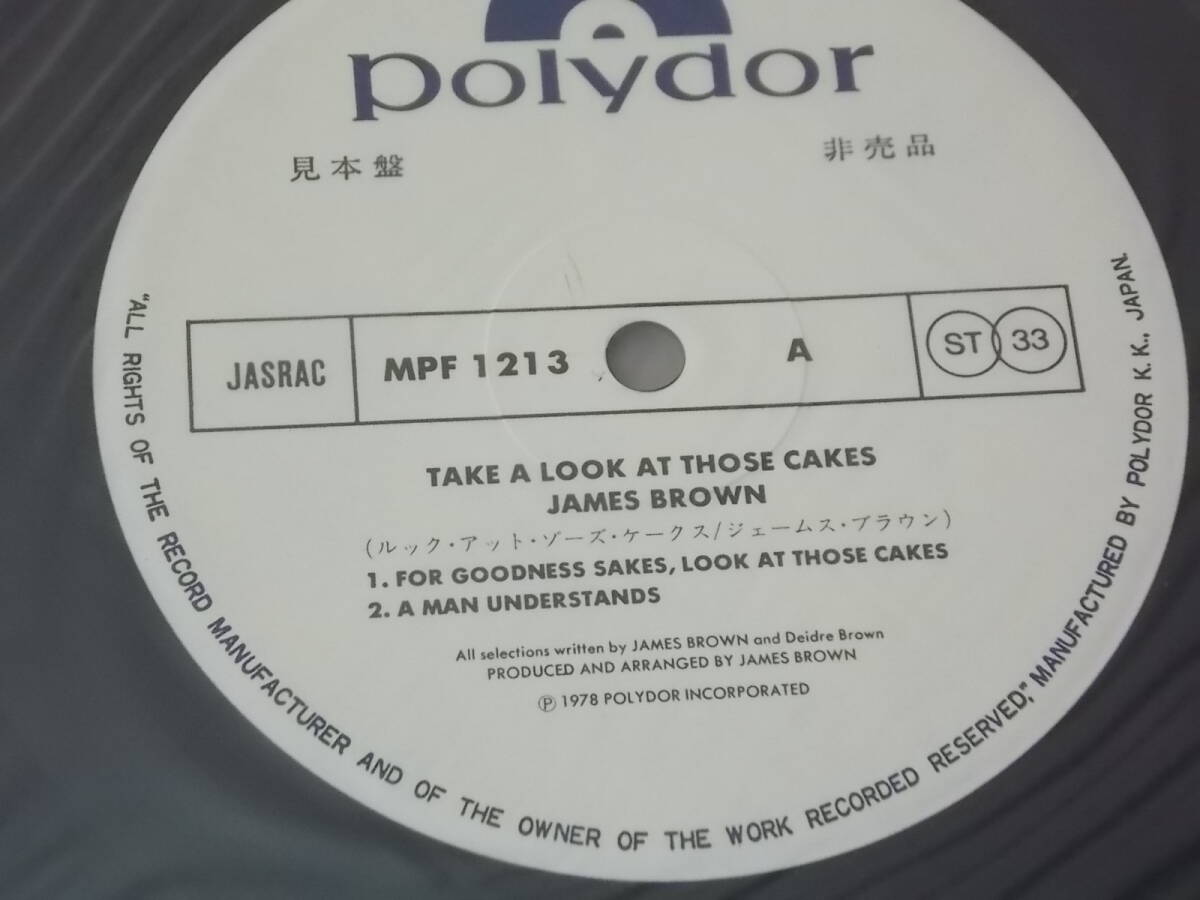 polydor
見本盤 非売品
JASRAC MPF 1213 A ST 33
TAKE A LOOK AT THOSE CAKES
JAMES BROWN
(ルック・アット・ゾーズ・ケークス/ジェームス・ブラウン)
1. FOR GOODNESS SAKES, LOOK AT THOSE CAKES
2. A MAN UNDERSTANDS
All selections written by JAMES BROWN and Deidre Brown
PRODUCED AND ARRANGED BY JAMES BROWN
Ⓟ 1978 POLYDOR INCORPORATED
"ALL RIGHTS OF THE RECORD MANUFACTURER AND OF THE OWNER OF THE WORK RECORDED RESERVED," MANUFACTURED BY POLYDOR K.K., JAPAN.